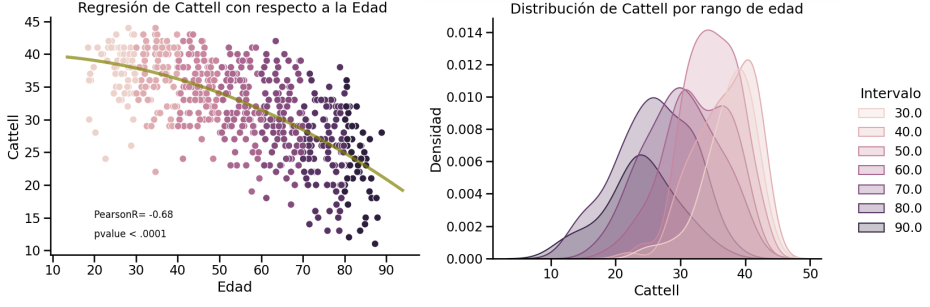 Regresión de Cattell con respecto a la Edad
Cattell
45
40
35
30
25
20
15
10
PearsonR= -0.68
pvalue < .0001
10 20 30 40 50 60 70 80 90
Edad
Distribución de Cattell por rango de edad
Densidad
0.014
0.012
0.010
0.008
0.006
0.004
0.002
0.000
10 20 30 40 50
Cattell
Intervalo
30.0
40.0
50.0
60.0
70.0
80.0
90.0